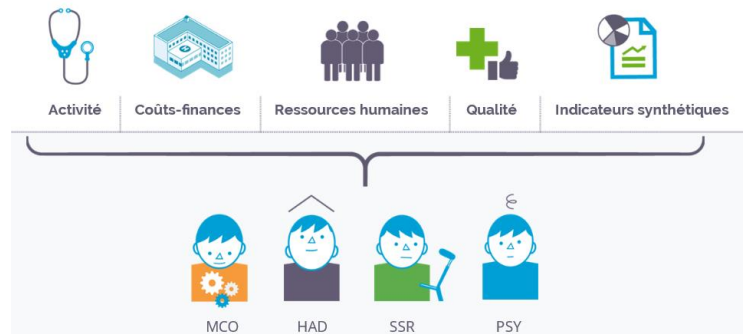 Activité
Coûts-finances
Ressources humaines
Qualité
Indicateurs synthétiques
MCO
HAD
SSR
PSY